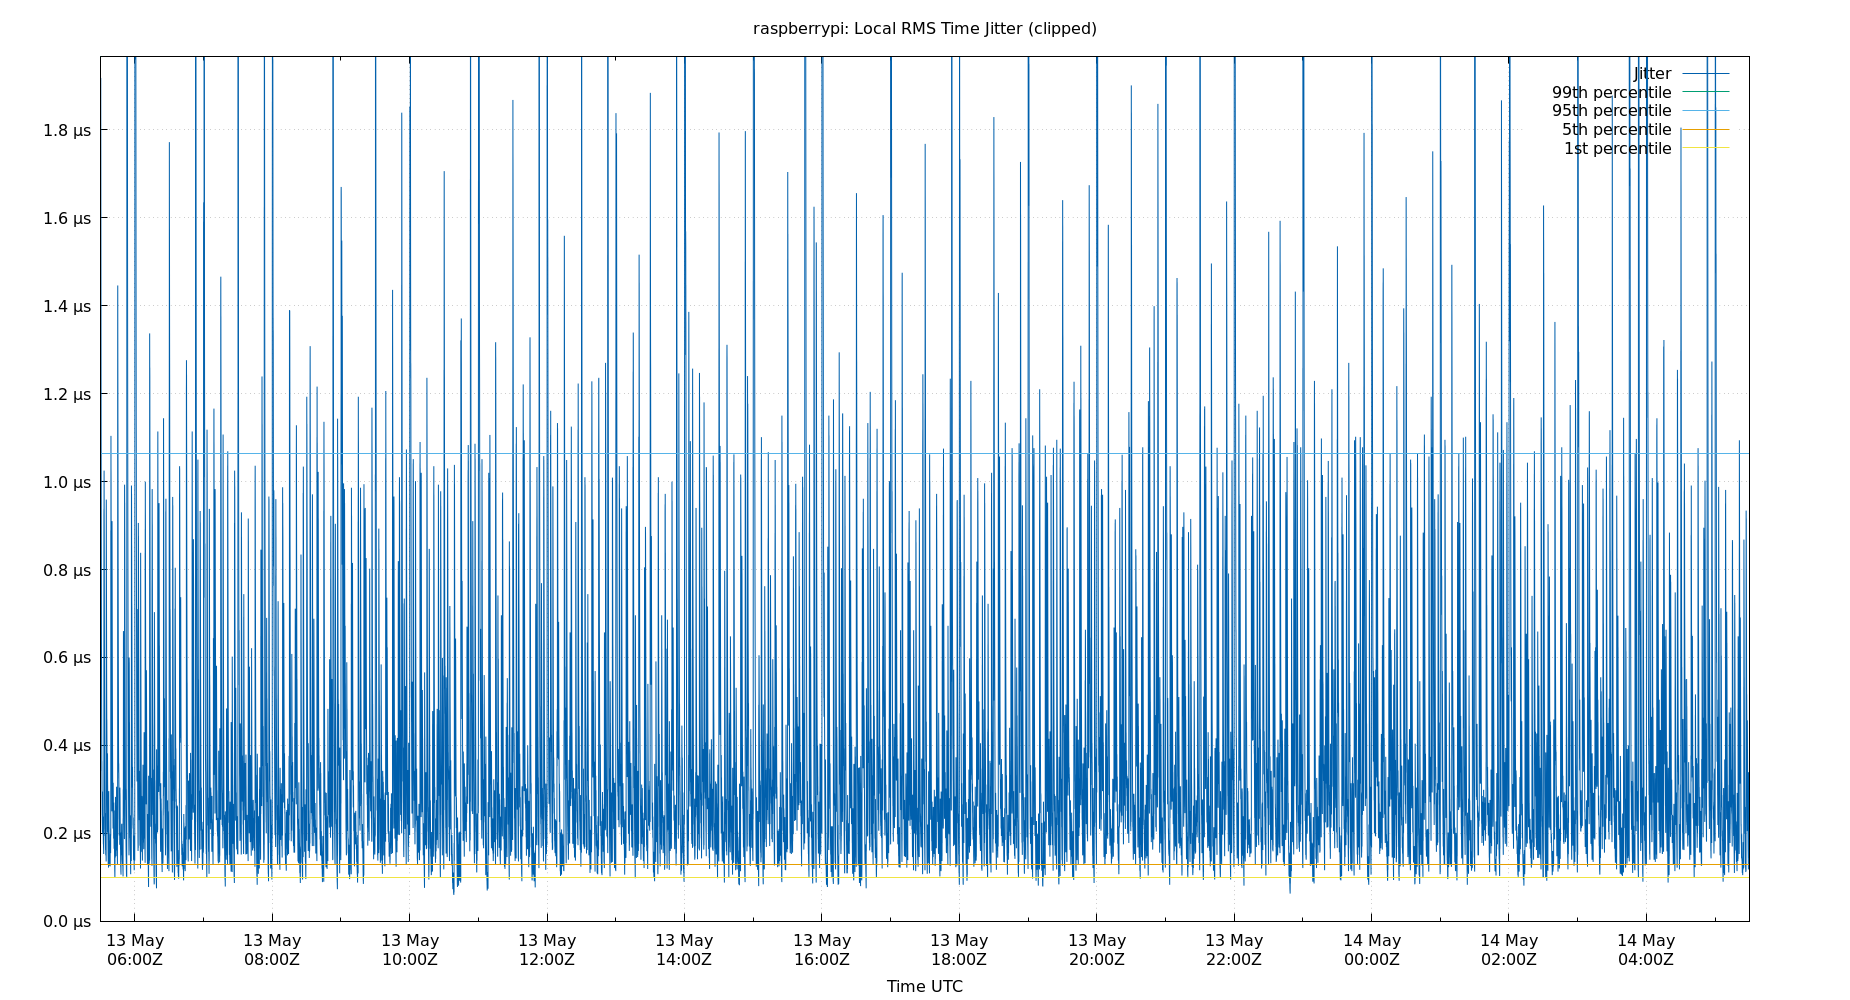 raspberrypi: Local RMS Time Jitter (clipped)
Jitter
99th percentile
95th percentile
5th percentile
1st percentile
1.8 µs
1.6 µs
1.4 µs
1.2 µs
1.0 µs
0.8 µs
0.6 µs
0.4 µs
0.2 µs
0.0 µs
13 May 13 May 13 May 13 May 13 May 13 May 13 May 13 May 13 May 14 May 14 May 14 May
06:00Z 08:00Z 10:00Z 12:00Z 14:00Z 16:00Z 18:00Z 20:00Z 22:00Z 00:00Z 02:00Z 04:00Z
Time UTC